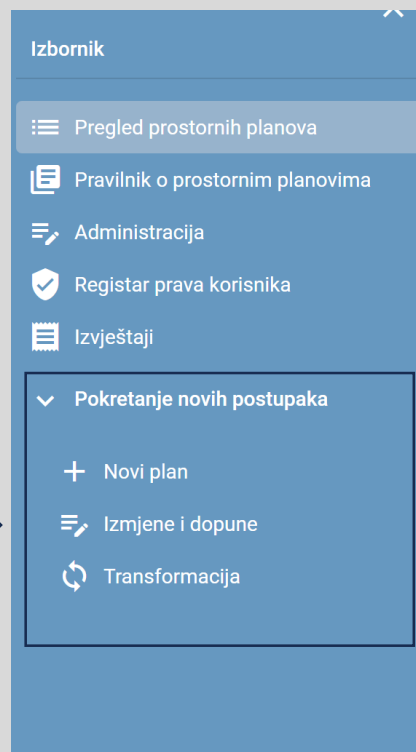 Izbornik
Pregled prostornih planova
Pravilnik o prostornim planovima
Administracija
Registar prava korisnika
Izvještaji
Pokretanje novih postupaka
Novi plan
Izmjene i dopune
Transformacija